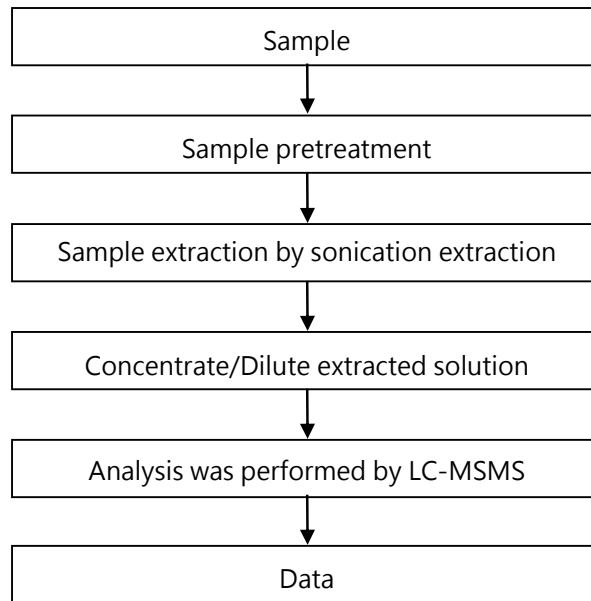 Sample
Sample pretreatment
Sample extraction by sonication extraction
Concentrate/Dilute extracted solution
Analysis was performed by LC-MSMS
Data